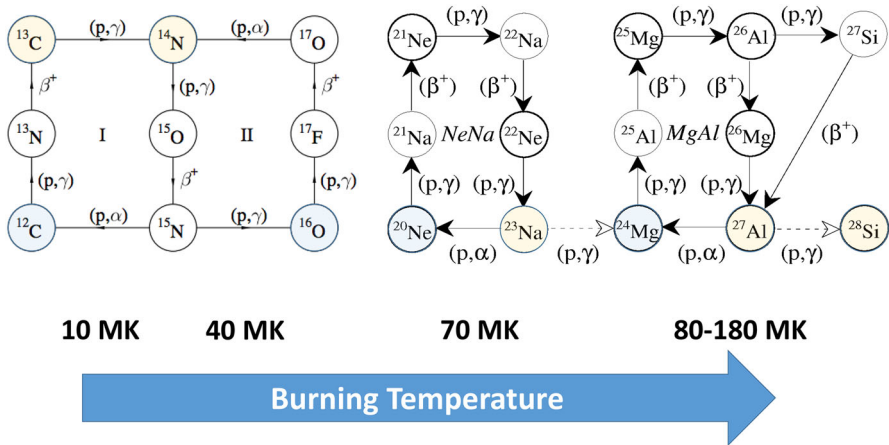 ¹³C (p,γ) ¹⁴N (p,α) ¹⁷O
β⁺ (p,γ) β⁺
¹³N I ¹⁵O II ¹⁷F
(p,γ) β⁺ (p,γ)
¹²C (p,α) ¹⁵N (p,γ) ¹⁶O
²¹Ne (p,γ) ²²Na
(β⁺) (β⁺)
²¹Na NeNa ²²Ne
(p,γ) (p,γ)
²⁰Ne (p,α) ²³Na (p,γ)
²⁵Mg (p,γ) ²⁶Al (p,γ) ²⁷Si
(β⁺) (β⁺) (β⁺)
²⁵Al MgAl ²⁶Mg
(p,γ) (p,γ)
²⁴Mg (p,α) ²⁷Al (p,γ) ²⁸Si
10 MK 40 MK 70 MK 80-180 MK
Burning Temperature